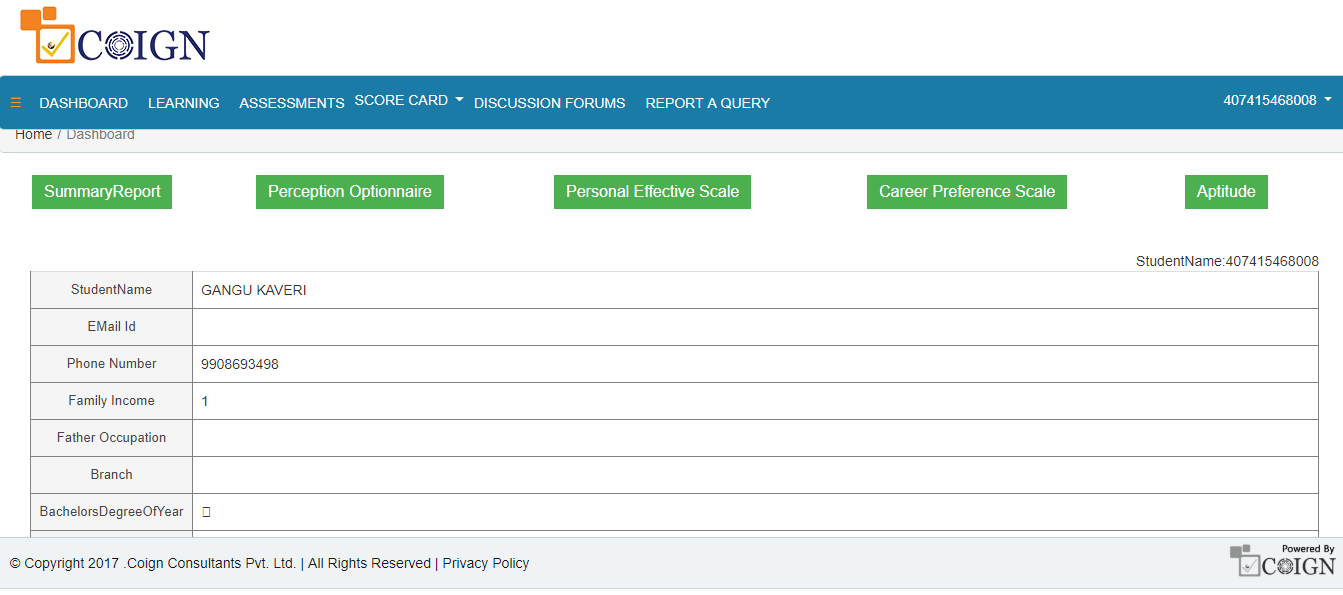 COIGN
DASHBOARD LEARNING ASSESSMENTS SCORE CARD DISCUSSION FORUMS REPORT A QUERY 407415468008
Home / Dashboard
SummaryReport Perception Optionnaire Personal Effective Scale Career Preference Scale Aptitude
StudentName:407415468008
StudentName GANGU KAVERI
EMail Id
Phone Number 9908693498
Family Income 1
Father Occupation
Branch
BachelorsDegreeOfYear
© Copyright 2017 .Coign Consultants Pvt. Ltd. | All Rights Reserved | Privacy Policy
Powered By
COIGN